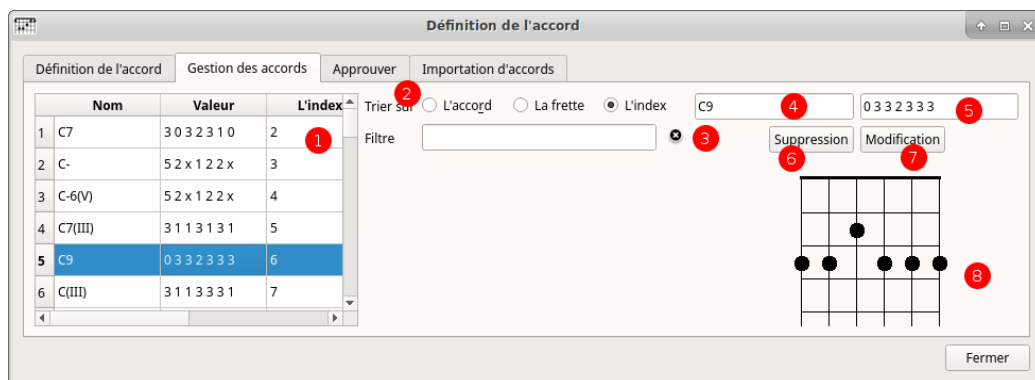 Définition de l'accord
Définition de l'accord Gestion des accords Approuver Importation d'accords
Nom Valeur L'index
1 C7 3 0 3 2 3 1 0 2
2 C- 5 2 x 1 2 2 x 3
3 C-6(V) 5 2 x 1 2 2 x 4
4 C7(III) 3 1 1 3 1 3 1 5
5 C9 0 3 3 2 3 3 3 6
6 C(III) 3 1 1 3 3 3 1 7
1
Trier sur 2 L'accord La frette L'index
C9 4 0 3 3 2 3 3 3 5
Filtre 3
Suppression Modification
6 7
8
Fermer